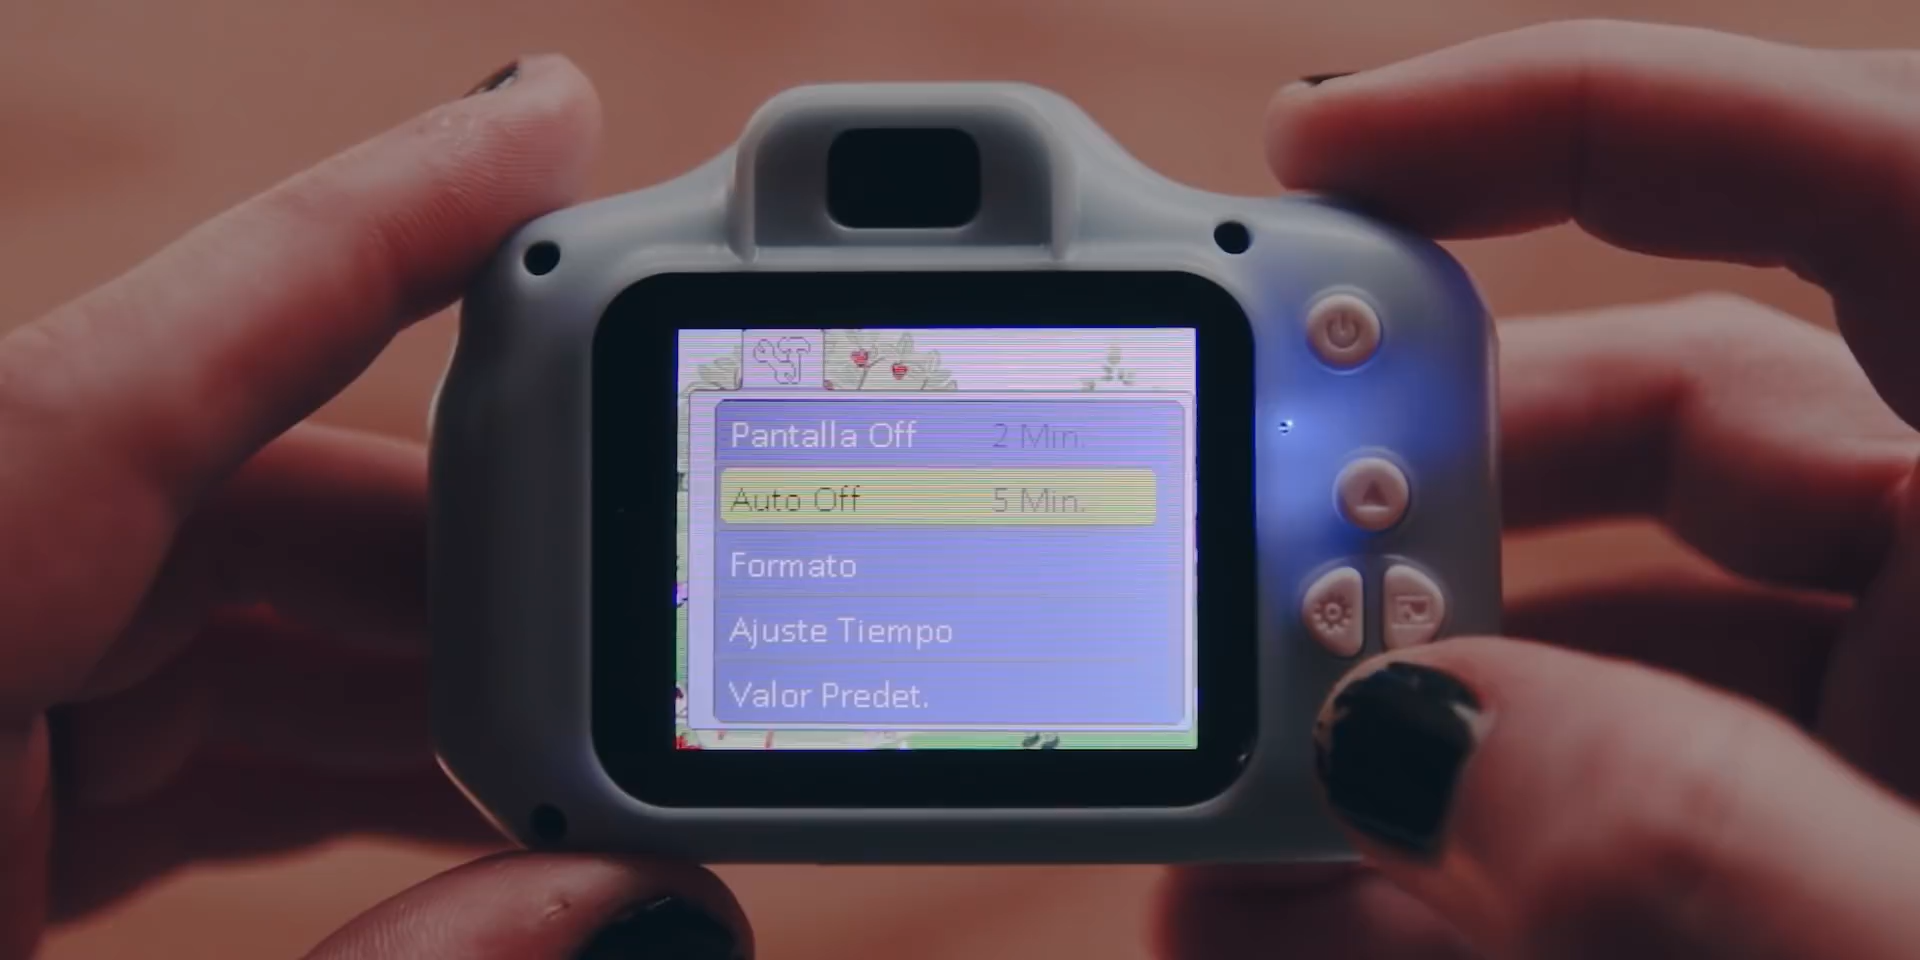 Pantalla Off 2 Min.
Auto Off 5 Min.
Formato
Ajuste Tiempo
Valor Predet.